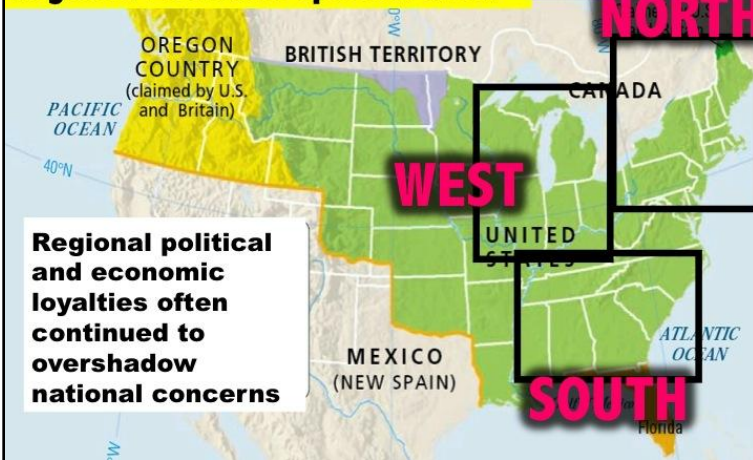 NORTH
OREGON
COUNTRY
(claimed by U.S.
and Britain)
BRITISH TERRITORY
CANADA
PACIFIC
OCEAN
40°N
WEST
UNITED
STATES
Regional political
and economic
loyalties often
continued to
overshadow
national concerns
ATLANTIC
OCEAN
MEXICO
(NEW SPAIN)
SOUTH
Florida